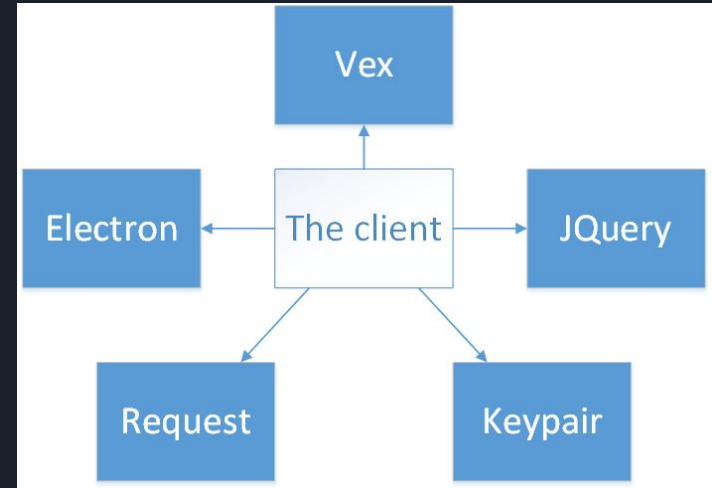 Vex
Electron
The client
JQuery
Request
Keypair